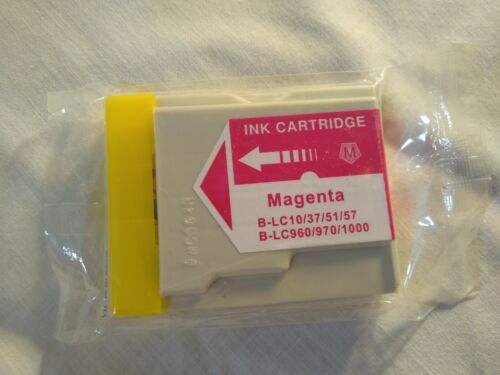 INK CARTRIDGE
M
Magenta
B-LC10/37/51/57
B-LC960/970/1000